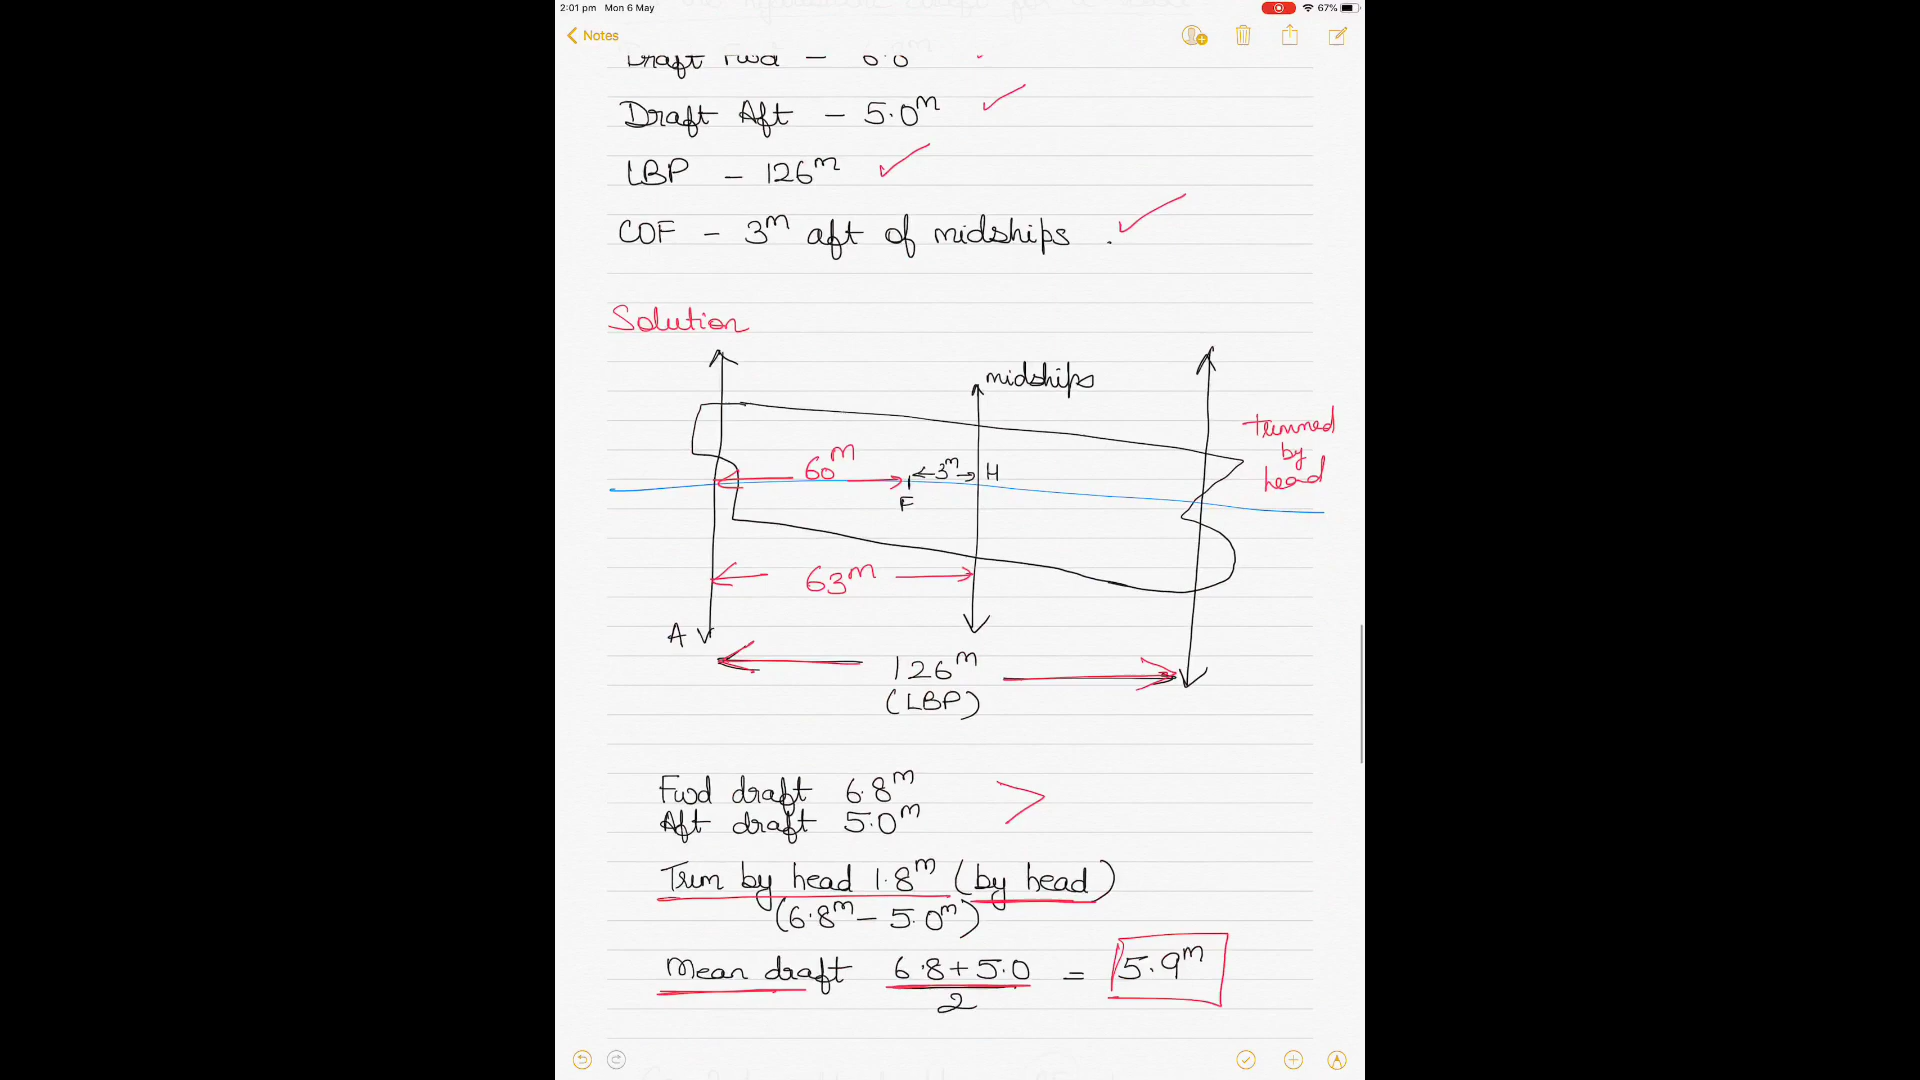 2:01 pm Mon 6 May
67%
Notes
Draft Fwd –
Draft Aft – 5.0m
LBP – 126m
COF – 3m aft of midships .
Solution
midships
trimmed
by
head
60m
3m
H
F
63m
A
126m
(LBP)
Fwd draft 6.8m
Aft draft 5.0m
Trim by head 1.8m (by head)
(6.8m – 5.0m)
Mean draft 6.8+5.0 = 5.9m
2